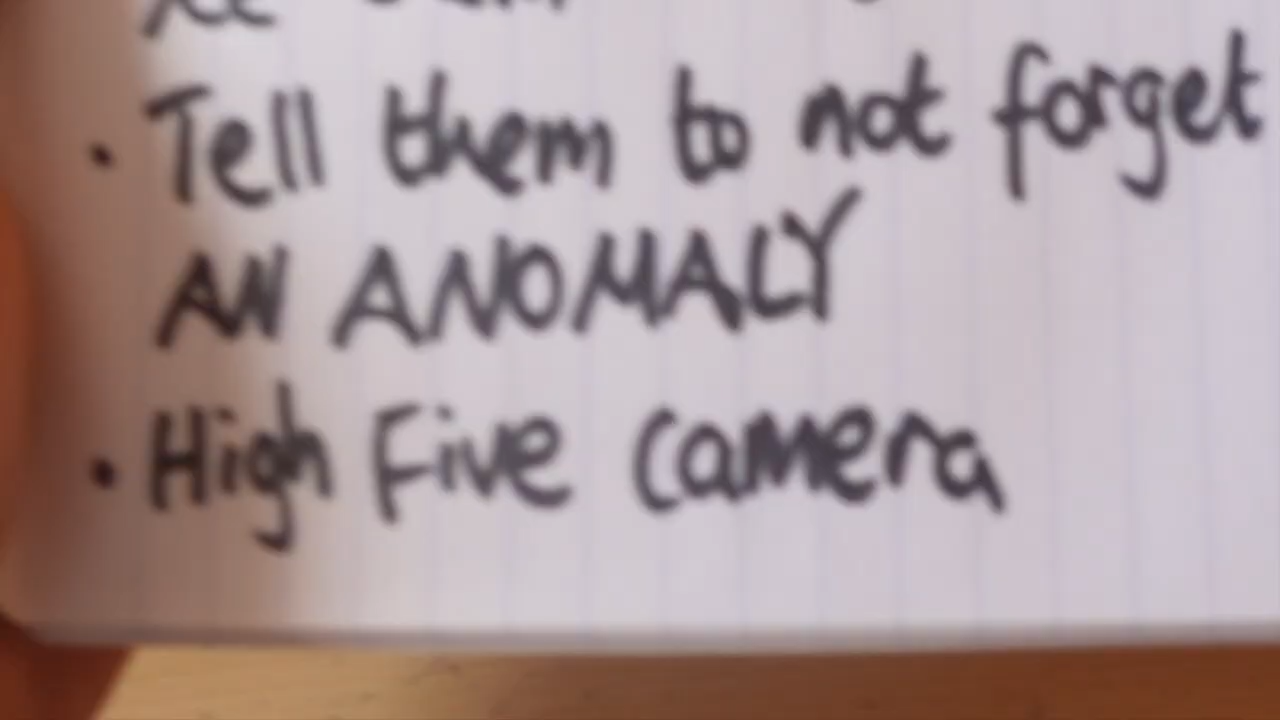 • Tell them to not forget
AN ANOMALY
• High Five camera